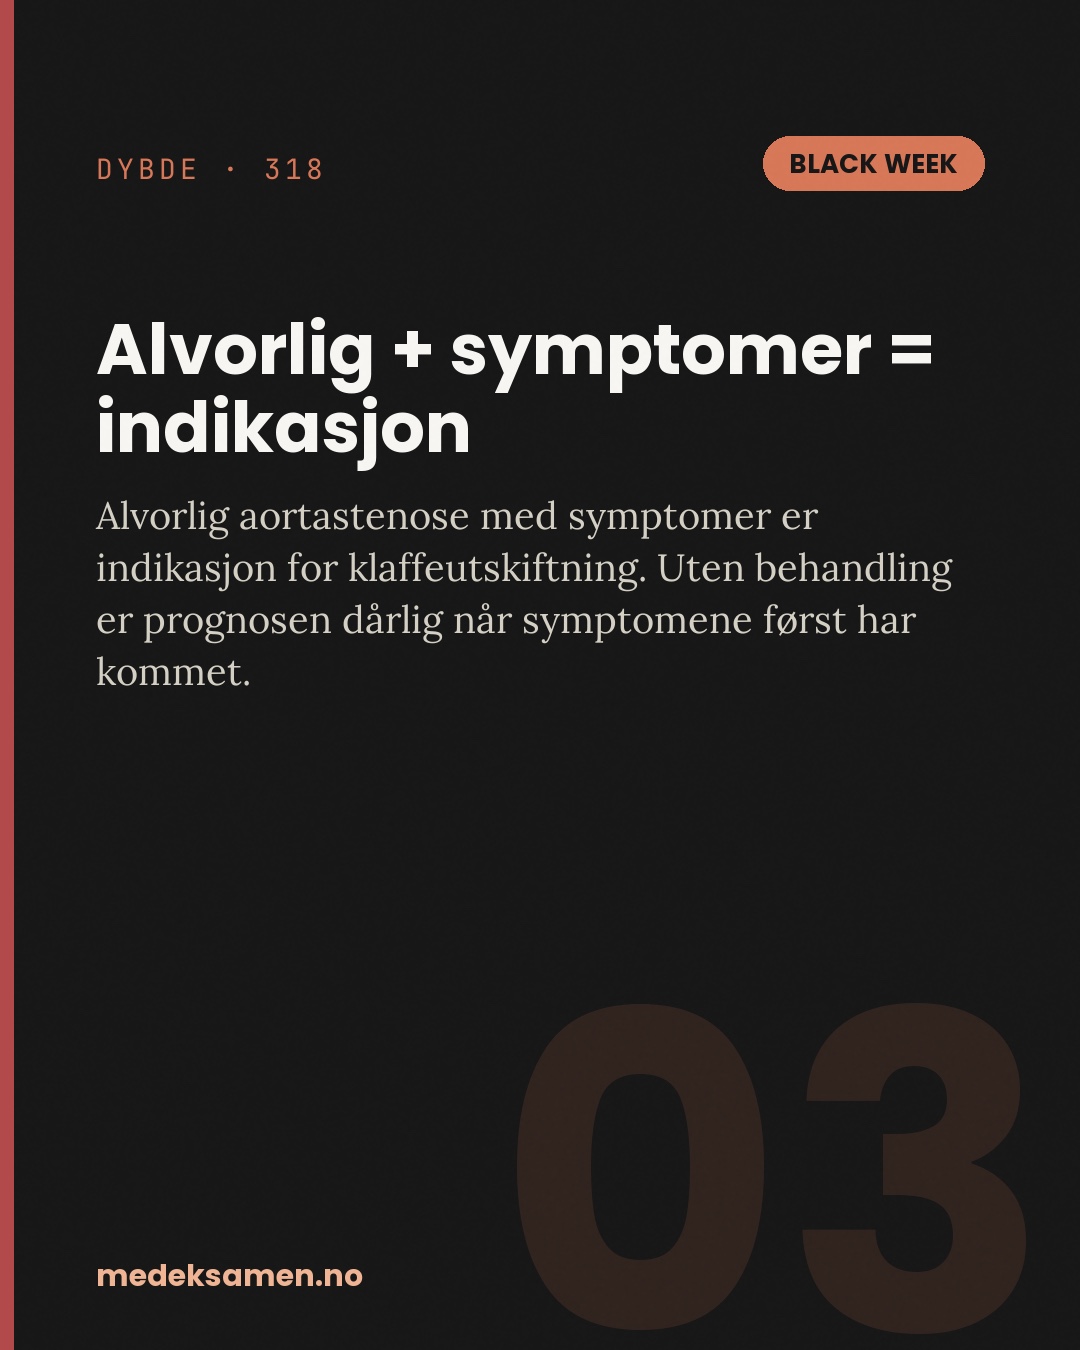 DYBDE · 318
BLACK WEEK
Alvorlig + symptomer =
indikasjon
Alvorlig aortastenose med symptomer er
indikasjon for klaffeutskiftning. Uten behandling
er prognosen dårlig når symptomene først har
kommet.
03
medeksamen.no